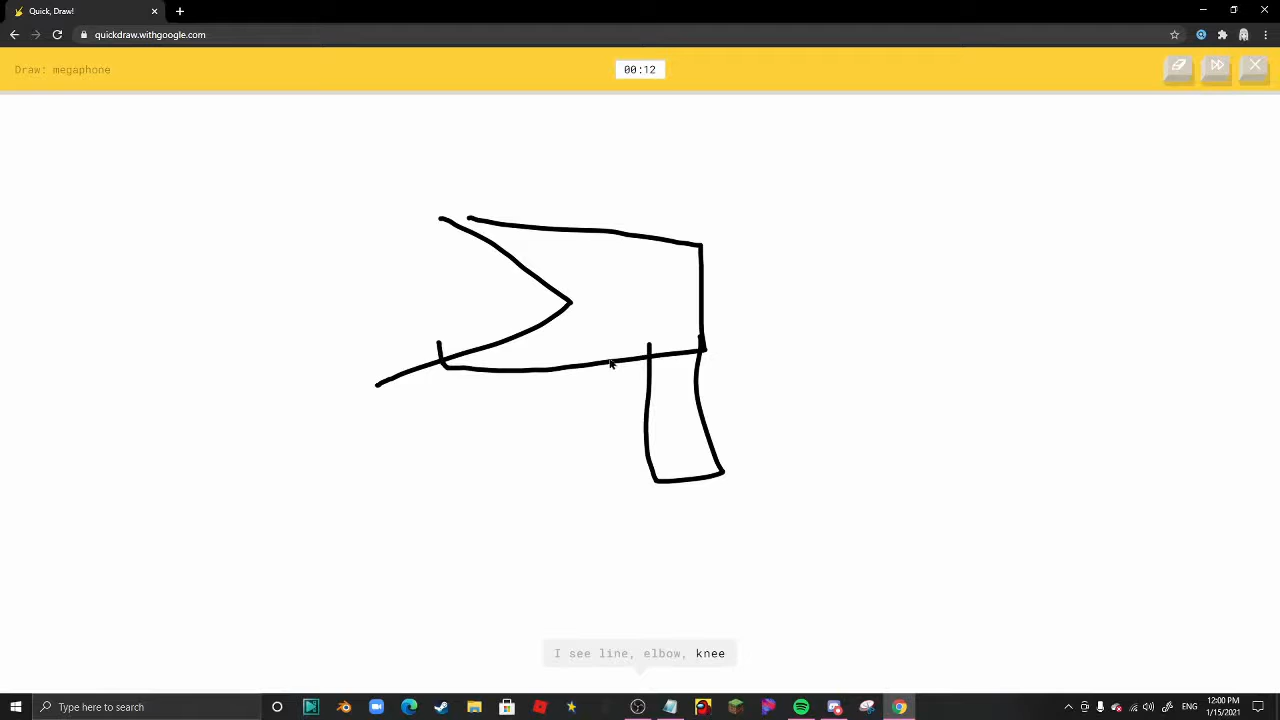 Quick, Draw!
quickdraw.withgoogle.com
Draw: megaphone
00:12
I see line, elbow, knee
Type here to search
12:00 PM
1/15/2021